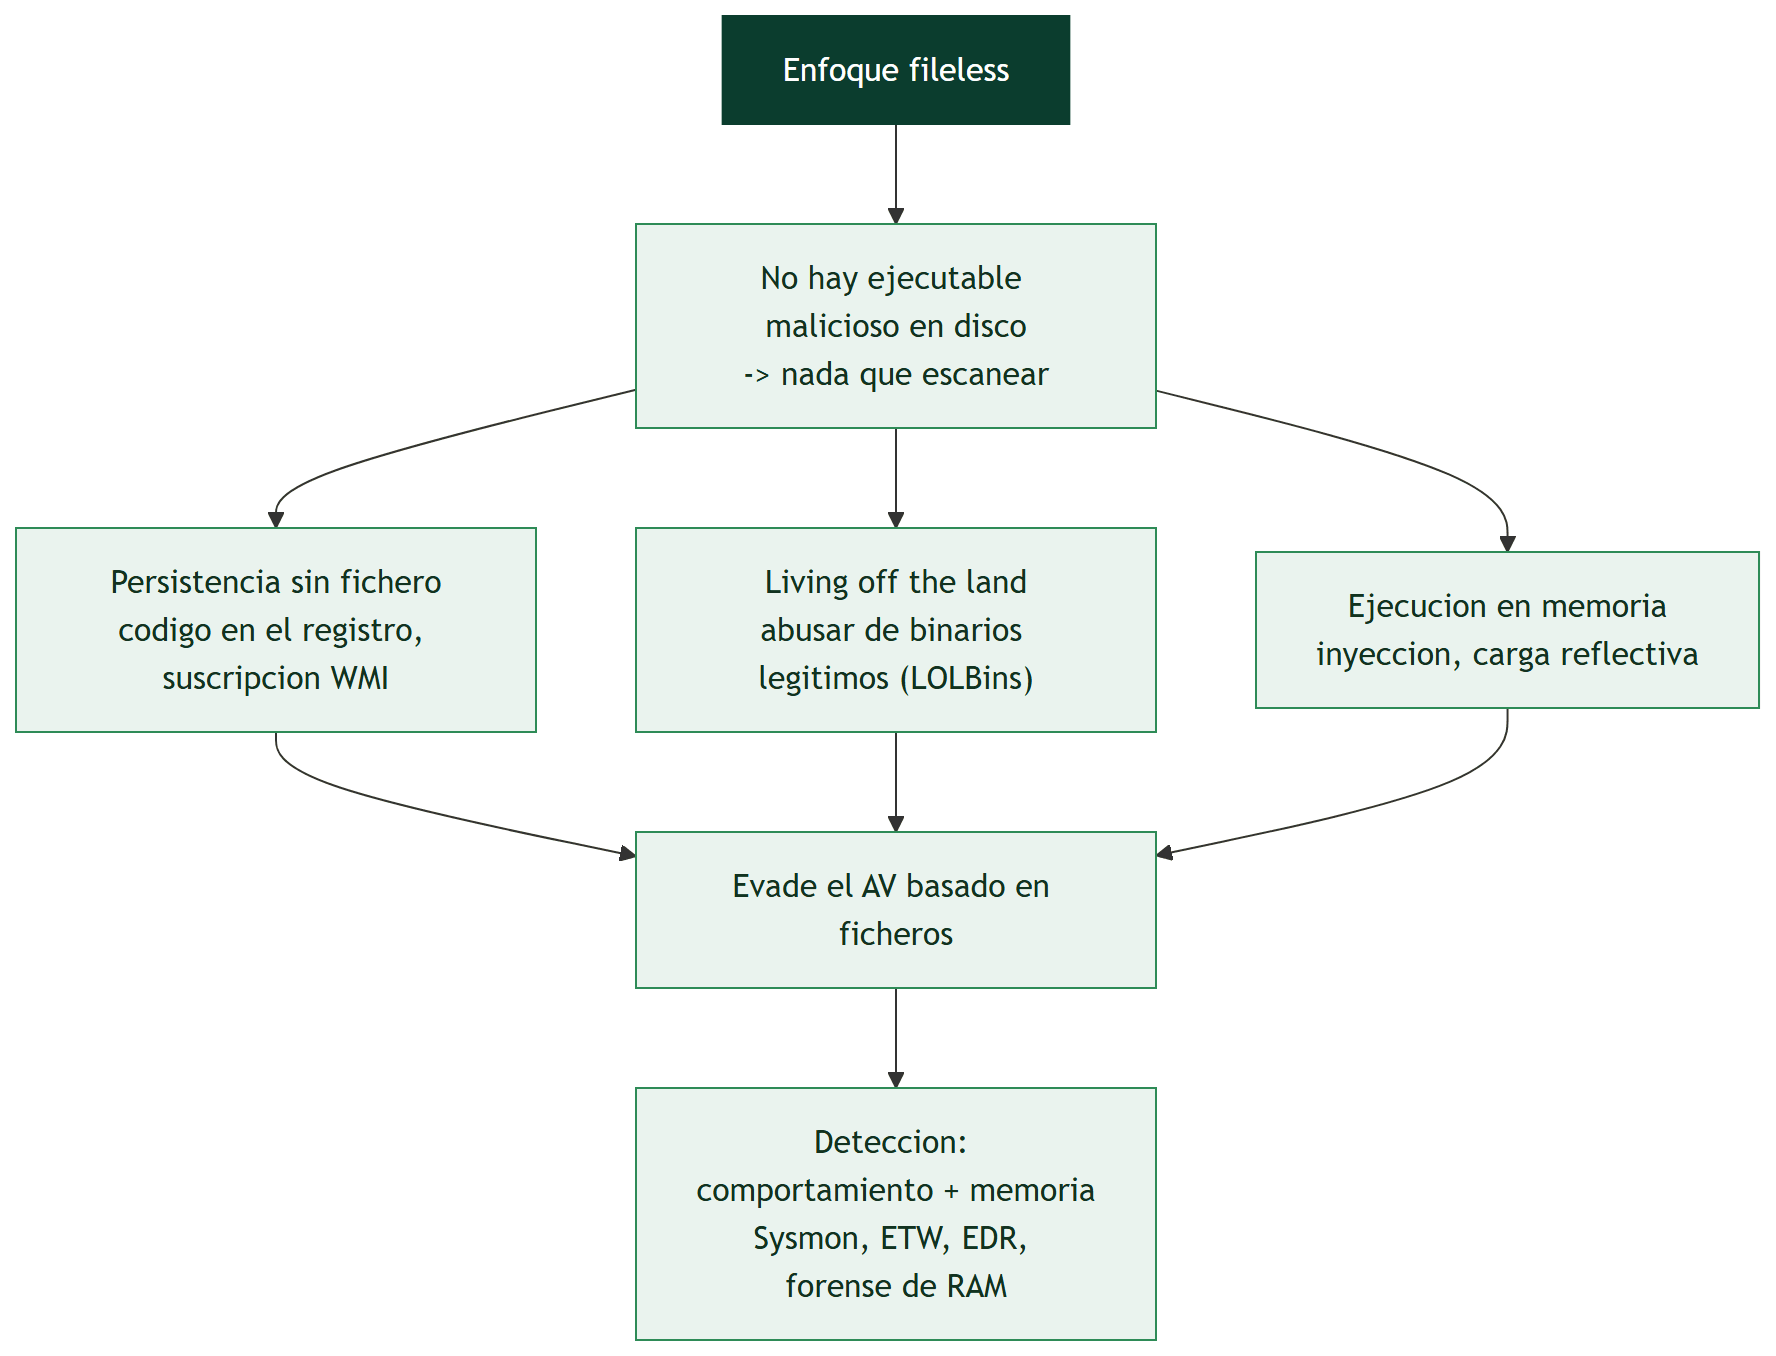 Enfoque fileless
No hay ejecutable
malicioso en disco
-> nada que escanear
Persistencia sin fichero
codigo en el registro,
suscripcion WMI
Living off the land
abusar de binarios
legitimos (LOLBins)
Ejecucion en memoria
inyeccion, carga reflectiva
Evade el AV basado en
ficheros
Deteccion:
comportamiento + memoria
Sysmon, ETW, EDR,
forense de RAM